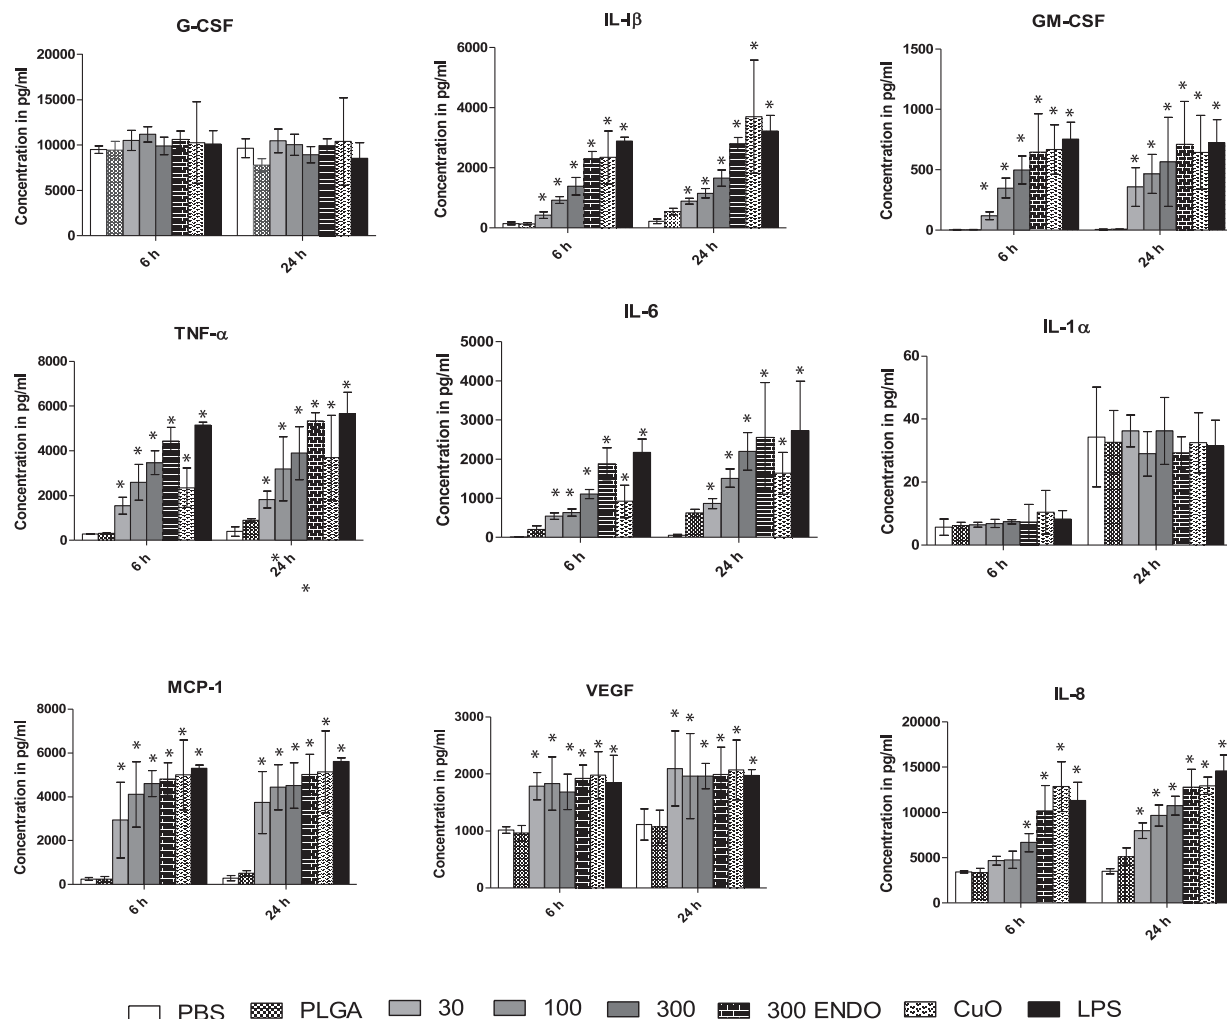 G-CSF
Concentration in pg/ml
20000
15000
10000
5000
0
6 h
24 h
IL-Iβ
Concentration in pg/ml
6000
4000
2000
0
* * * * * * * * * * * *
6 h
24 h
GM-CSF
Concentration in pg/ml
1500
1000
500
0
* * * * * * * * * * * *
6 h
24 h
TNF-α
Concentration in pg/ml
8000
6000
4000
2000
0
* * * * * * * * * * * *
6 h
24 h
*
*
IL-6
Concentration in pg/ml
5000
4000
3000
2000
1000
0
* * * * * * * * * * * *
6 h
24 h
IL-1α
Concentration in pg/ml
60
40
20
0
6 h
24 h
MCP-1
Concentration in pg/ml
8000
6000
4000
2000
0
* * * * * * * * * * * *
6 h
24 h
VEGF
Concentration in pg/ml
3000
2000
1000
0
* * * * * * * * * * * *
6 h
24 h
IL-8
Concentration in pg/ml
20000
15000
10000
5000
0
* * * * * * * * * *
6 h
24 h
PBS PLGA 30 100 300 300 ENDO CuO LPS